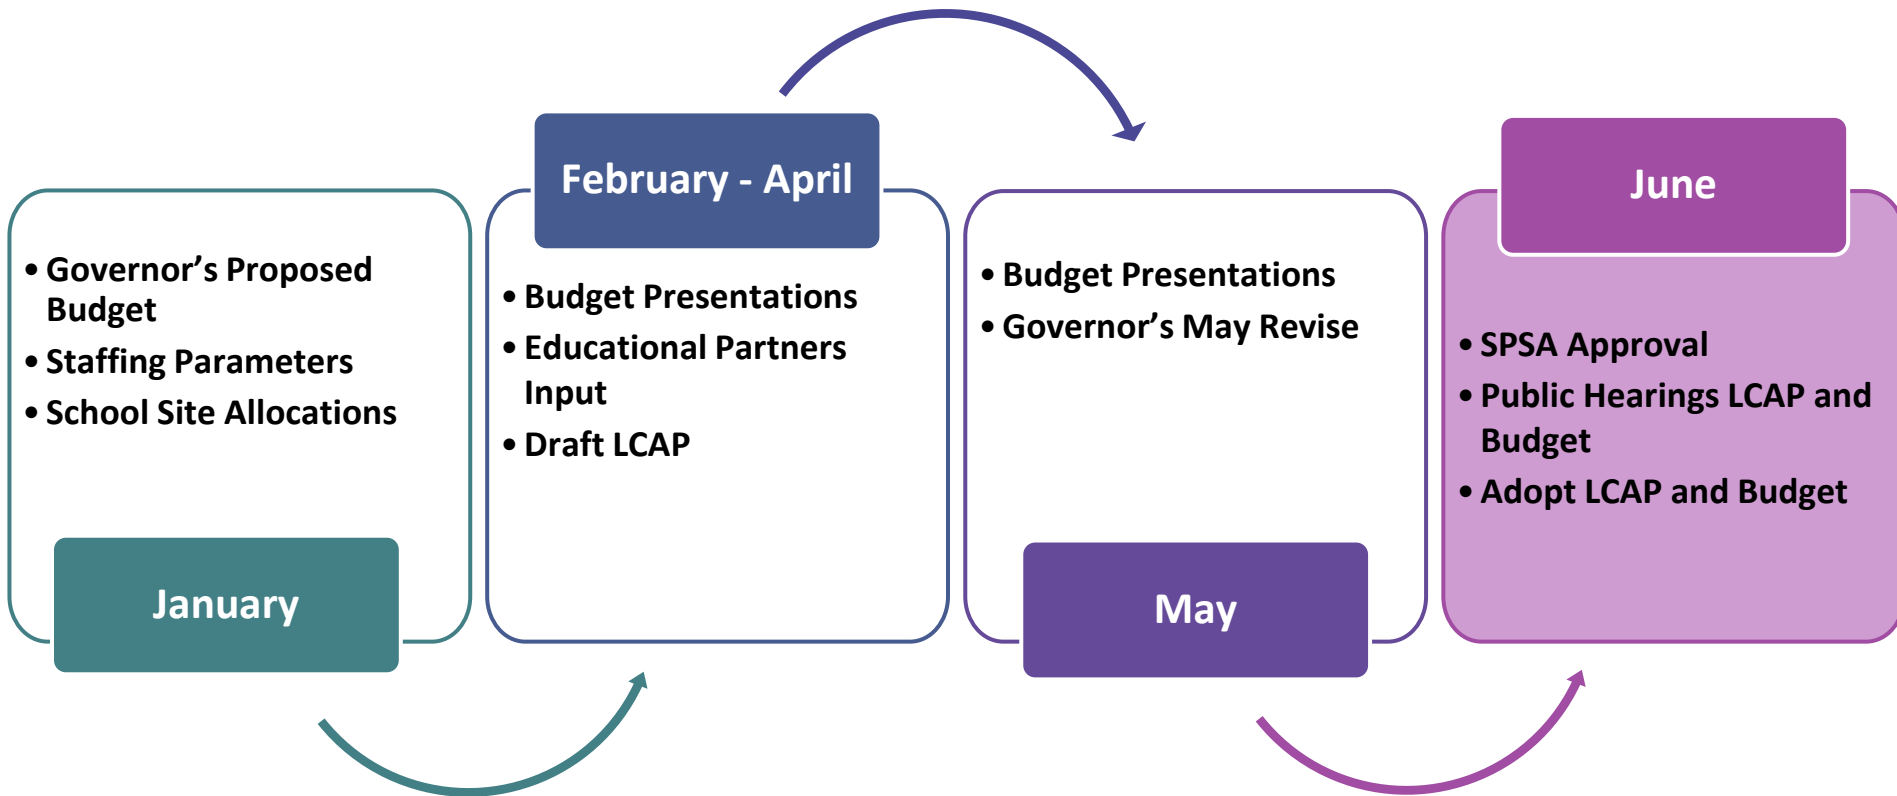 • Governor’s Proposed
Budget
• Staffing Parameters
• School Site Allocations
January
February - April
• Budget Presentations
• Educational Partners
Input
• Draft LCAP
• Budget Presentations
• Governor’s May Revise
May
June
• SPSA Approval
• Public Hearings LCAP and
Budget
• Adopt LCAP and Budget